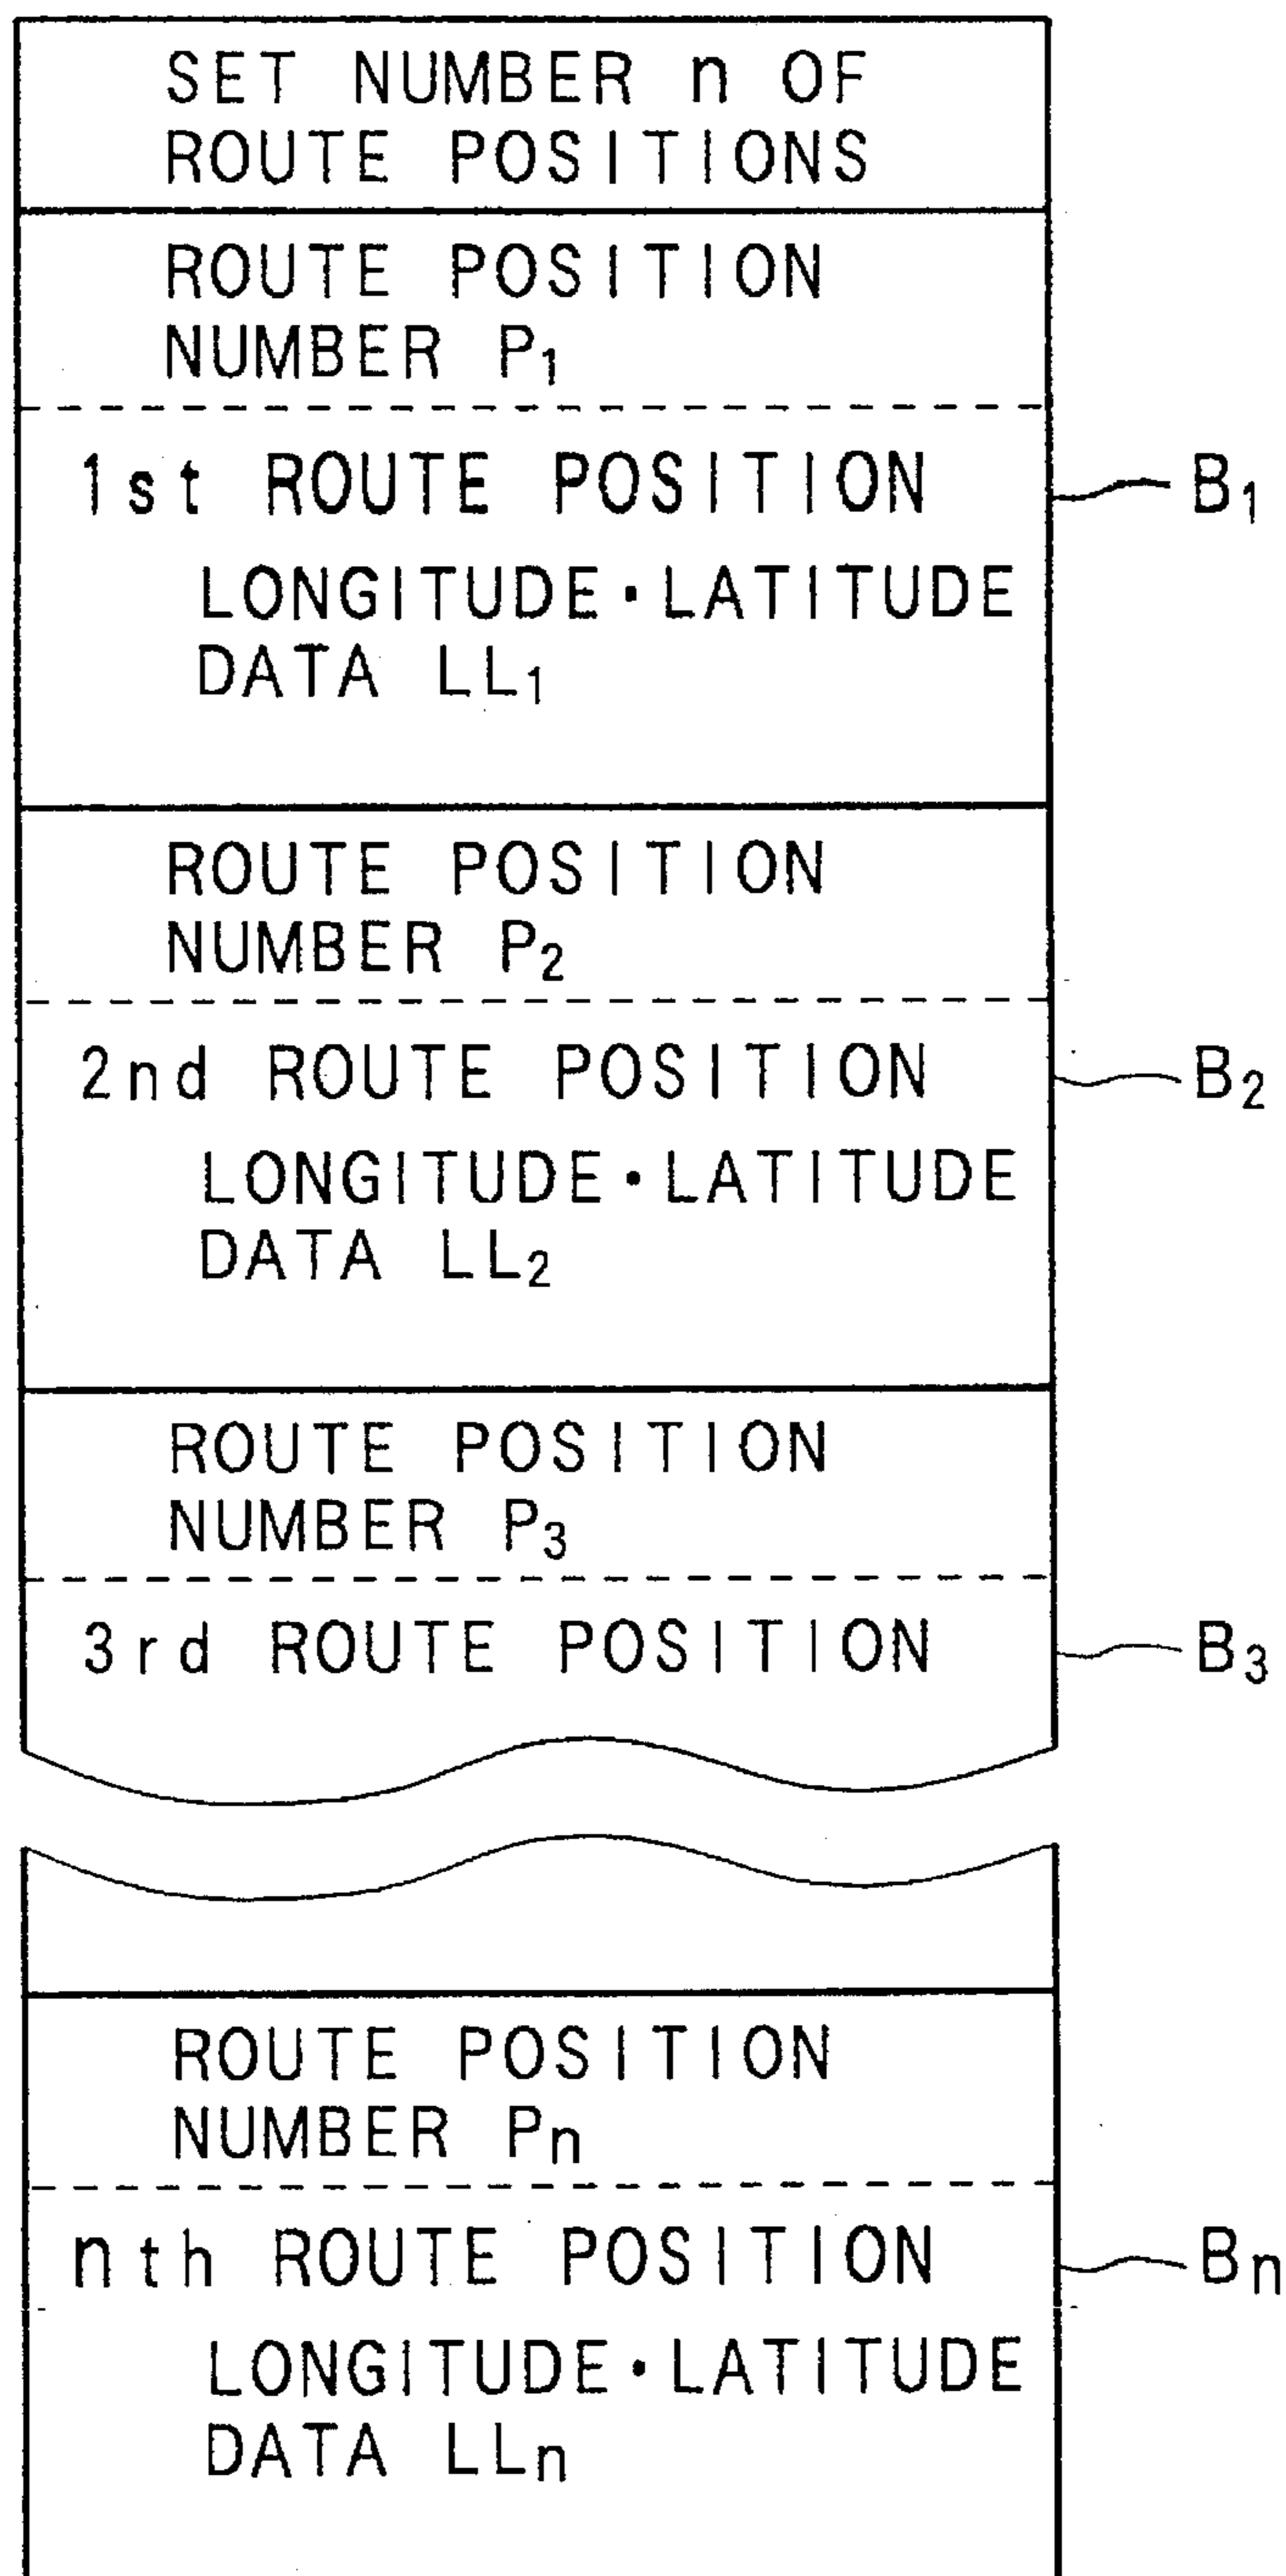 SET NUMBER n OF
ROUTE POSITIONS
ROUTE POSITION
NUMBER P₁
1st ROUTE POSITION
B₁
LONGITUDE・LATITUDE
DATA LL₁
ROUTE POSITION
NUMBER P₂
2nd ROUTE POSITION
B₂
LONGITUDE・LATITUDE
DATA LL₂
ROUTE POSITION
NUMBER P₃
3rd ROUTE POSITION
B₃
ROUTE POSITION
NUMBER Pn
nth ROUTE POSITION
Bn
LONGITUDE・LATITUDE
DATA LLn